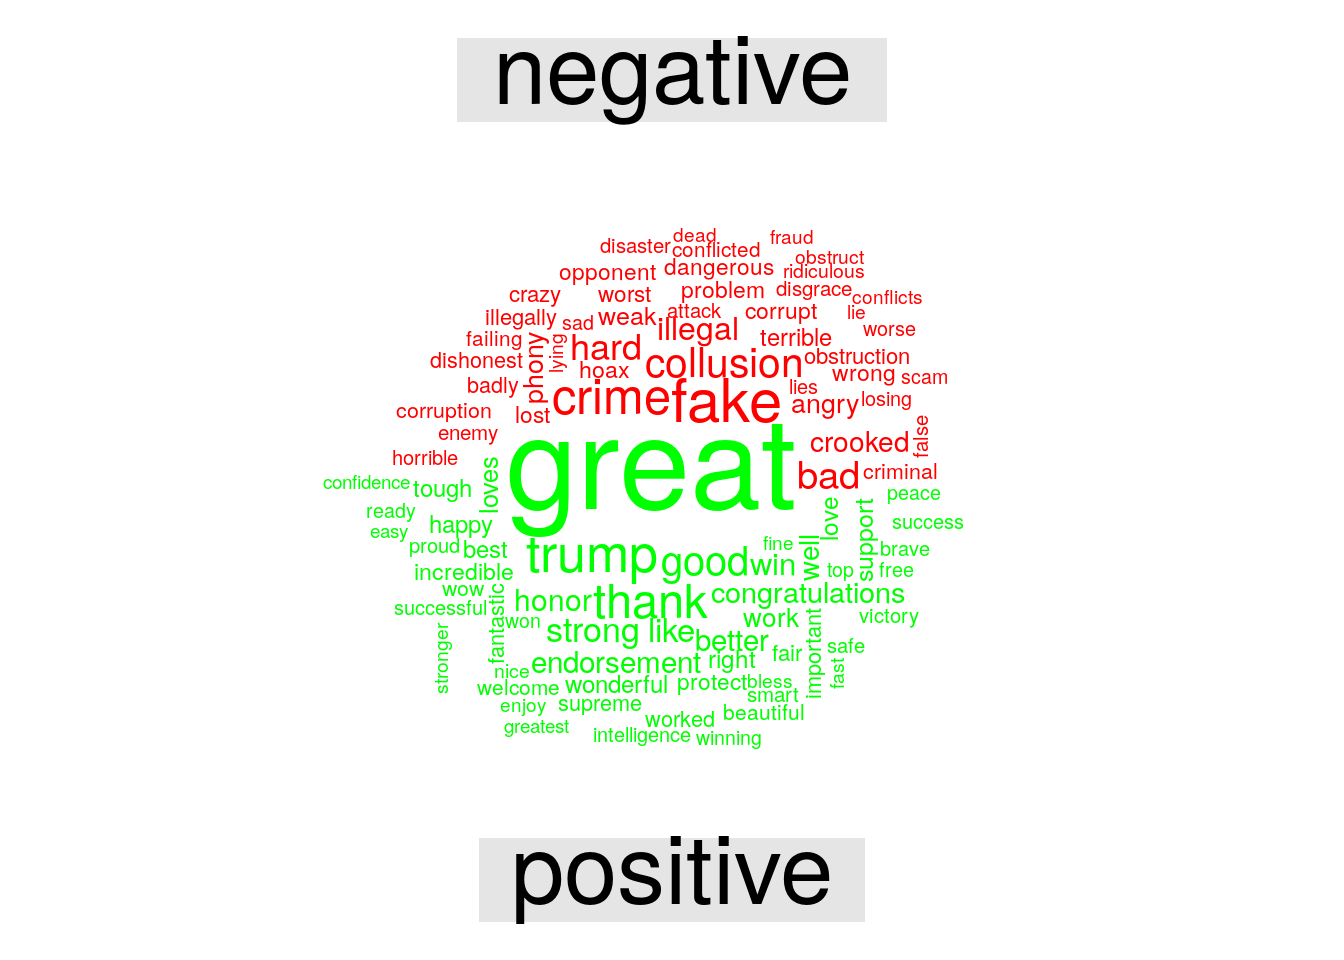 negative
dead
fraud
disaster
conflicted
obstruct
opponent
dangerous
ridiculous
crazy
worst
problem
disgrace
conflicts
illegally
sad
weak
attack
corrupt
lie
failing
phony
lying
hard
illegal
terrible
worse
dishonest
hoax
collusion
obstruction
badly
crime
fake
lies
wrong
scam
corruption
lost
angry
losing
enemy
crooked
false
horrible
great
bad
criminal
confidence
tough
loves
peace
ready
happy
love
support
success
easy
proud
best
trump
good
win
fine
well
brave
incredible
top
free
wow
fantastic
honor
thank
congratulations
successful
won
work
victory
stronger
strong
like
better
important
safe
nice
endorsement
right
fair
fast
welcome
wonderful
protect
bless
smart
enjoy
supreme
worked
beautiful
greatest
intelligence
winning
positive